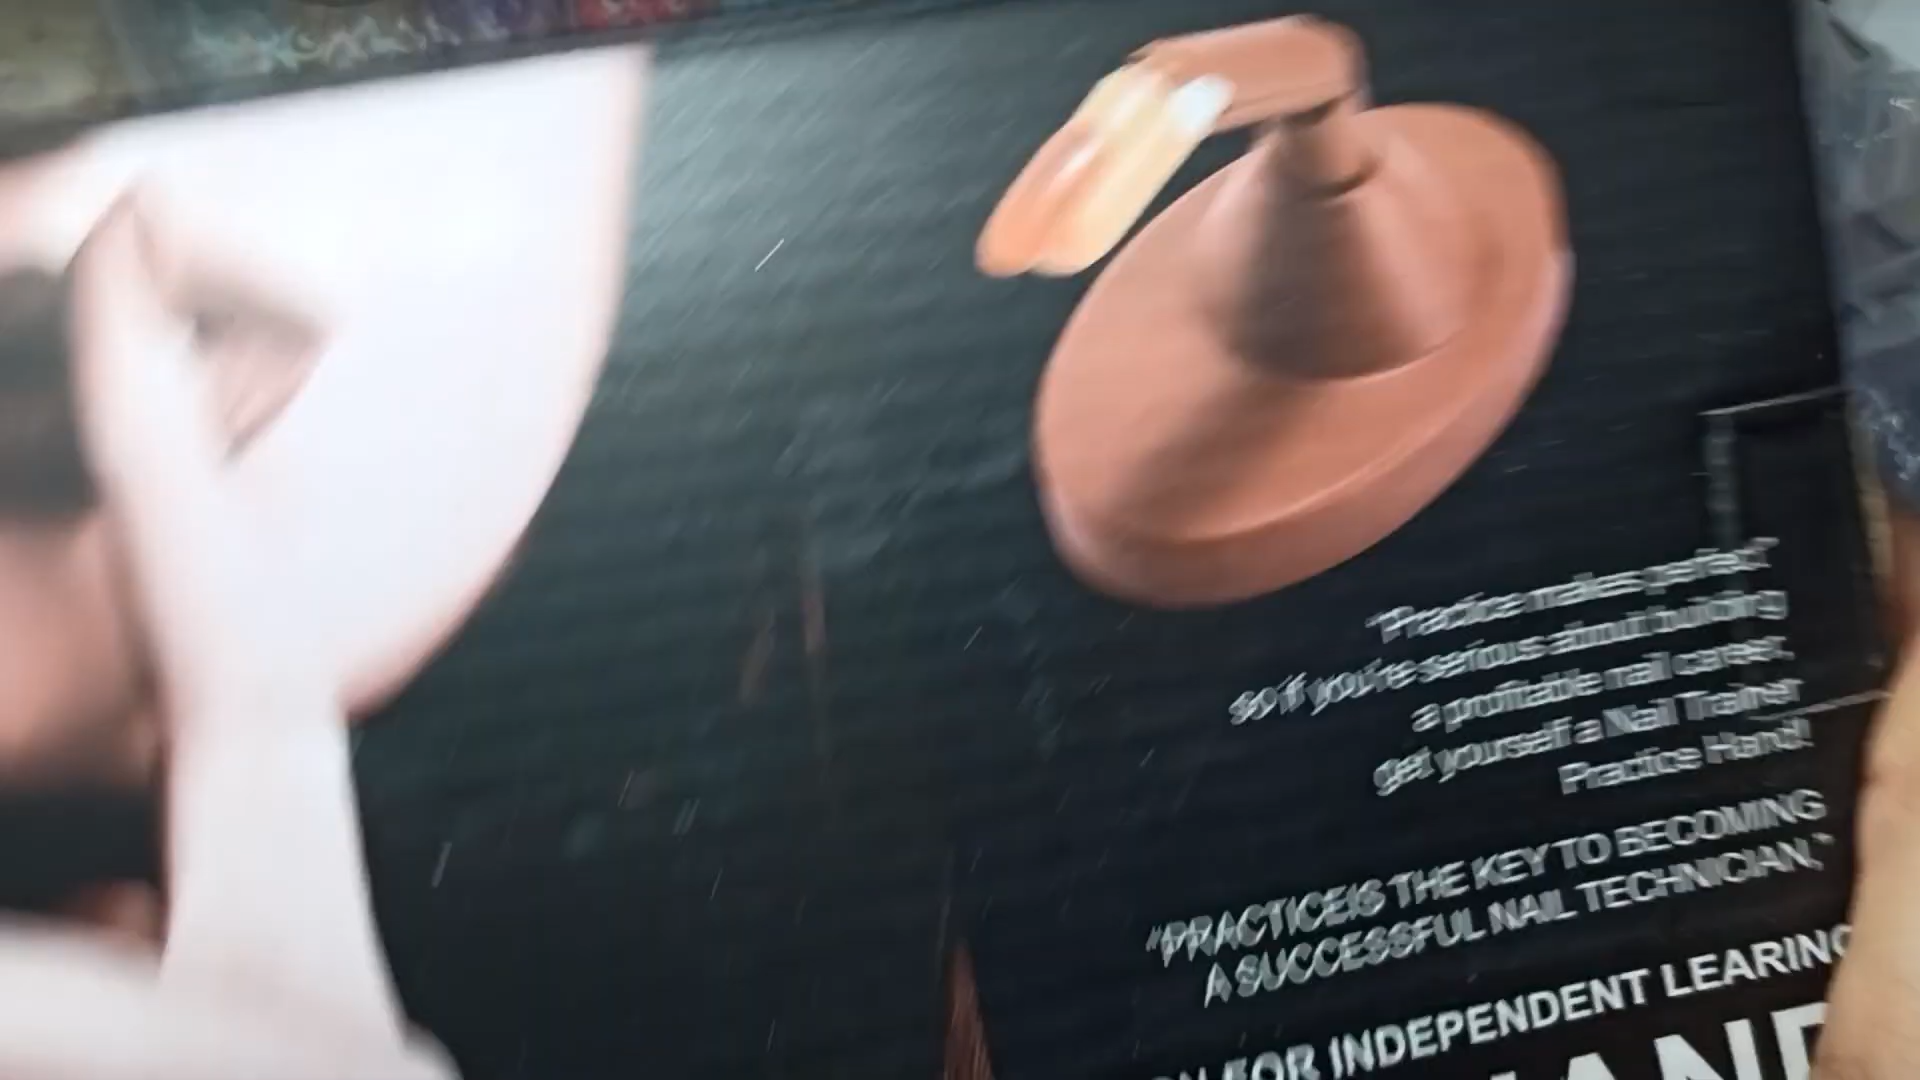 "Practice makes perfect"
so if you're serious about building
a profitable nail career,
get yourself a Nail Trainer
Practice Hand!
"PRACTICE IS THE KEY TO BECOMING
A SUCCESSFUL NAIL TECHNICIAN."
FOR INDEPENDENT LEARING